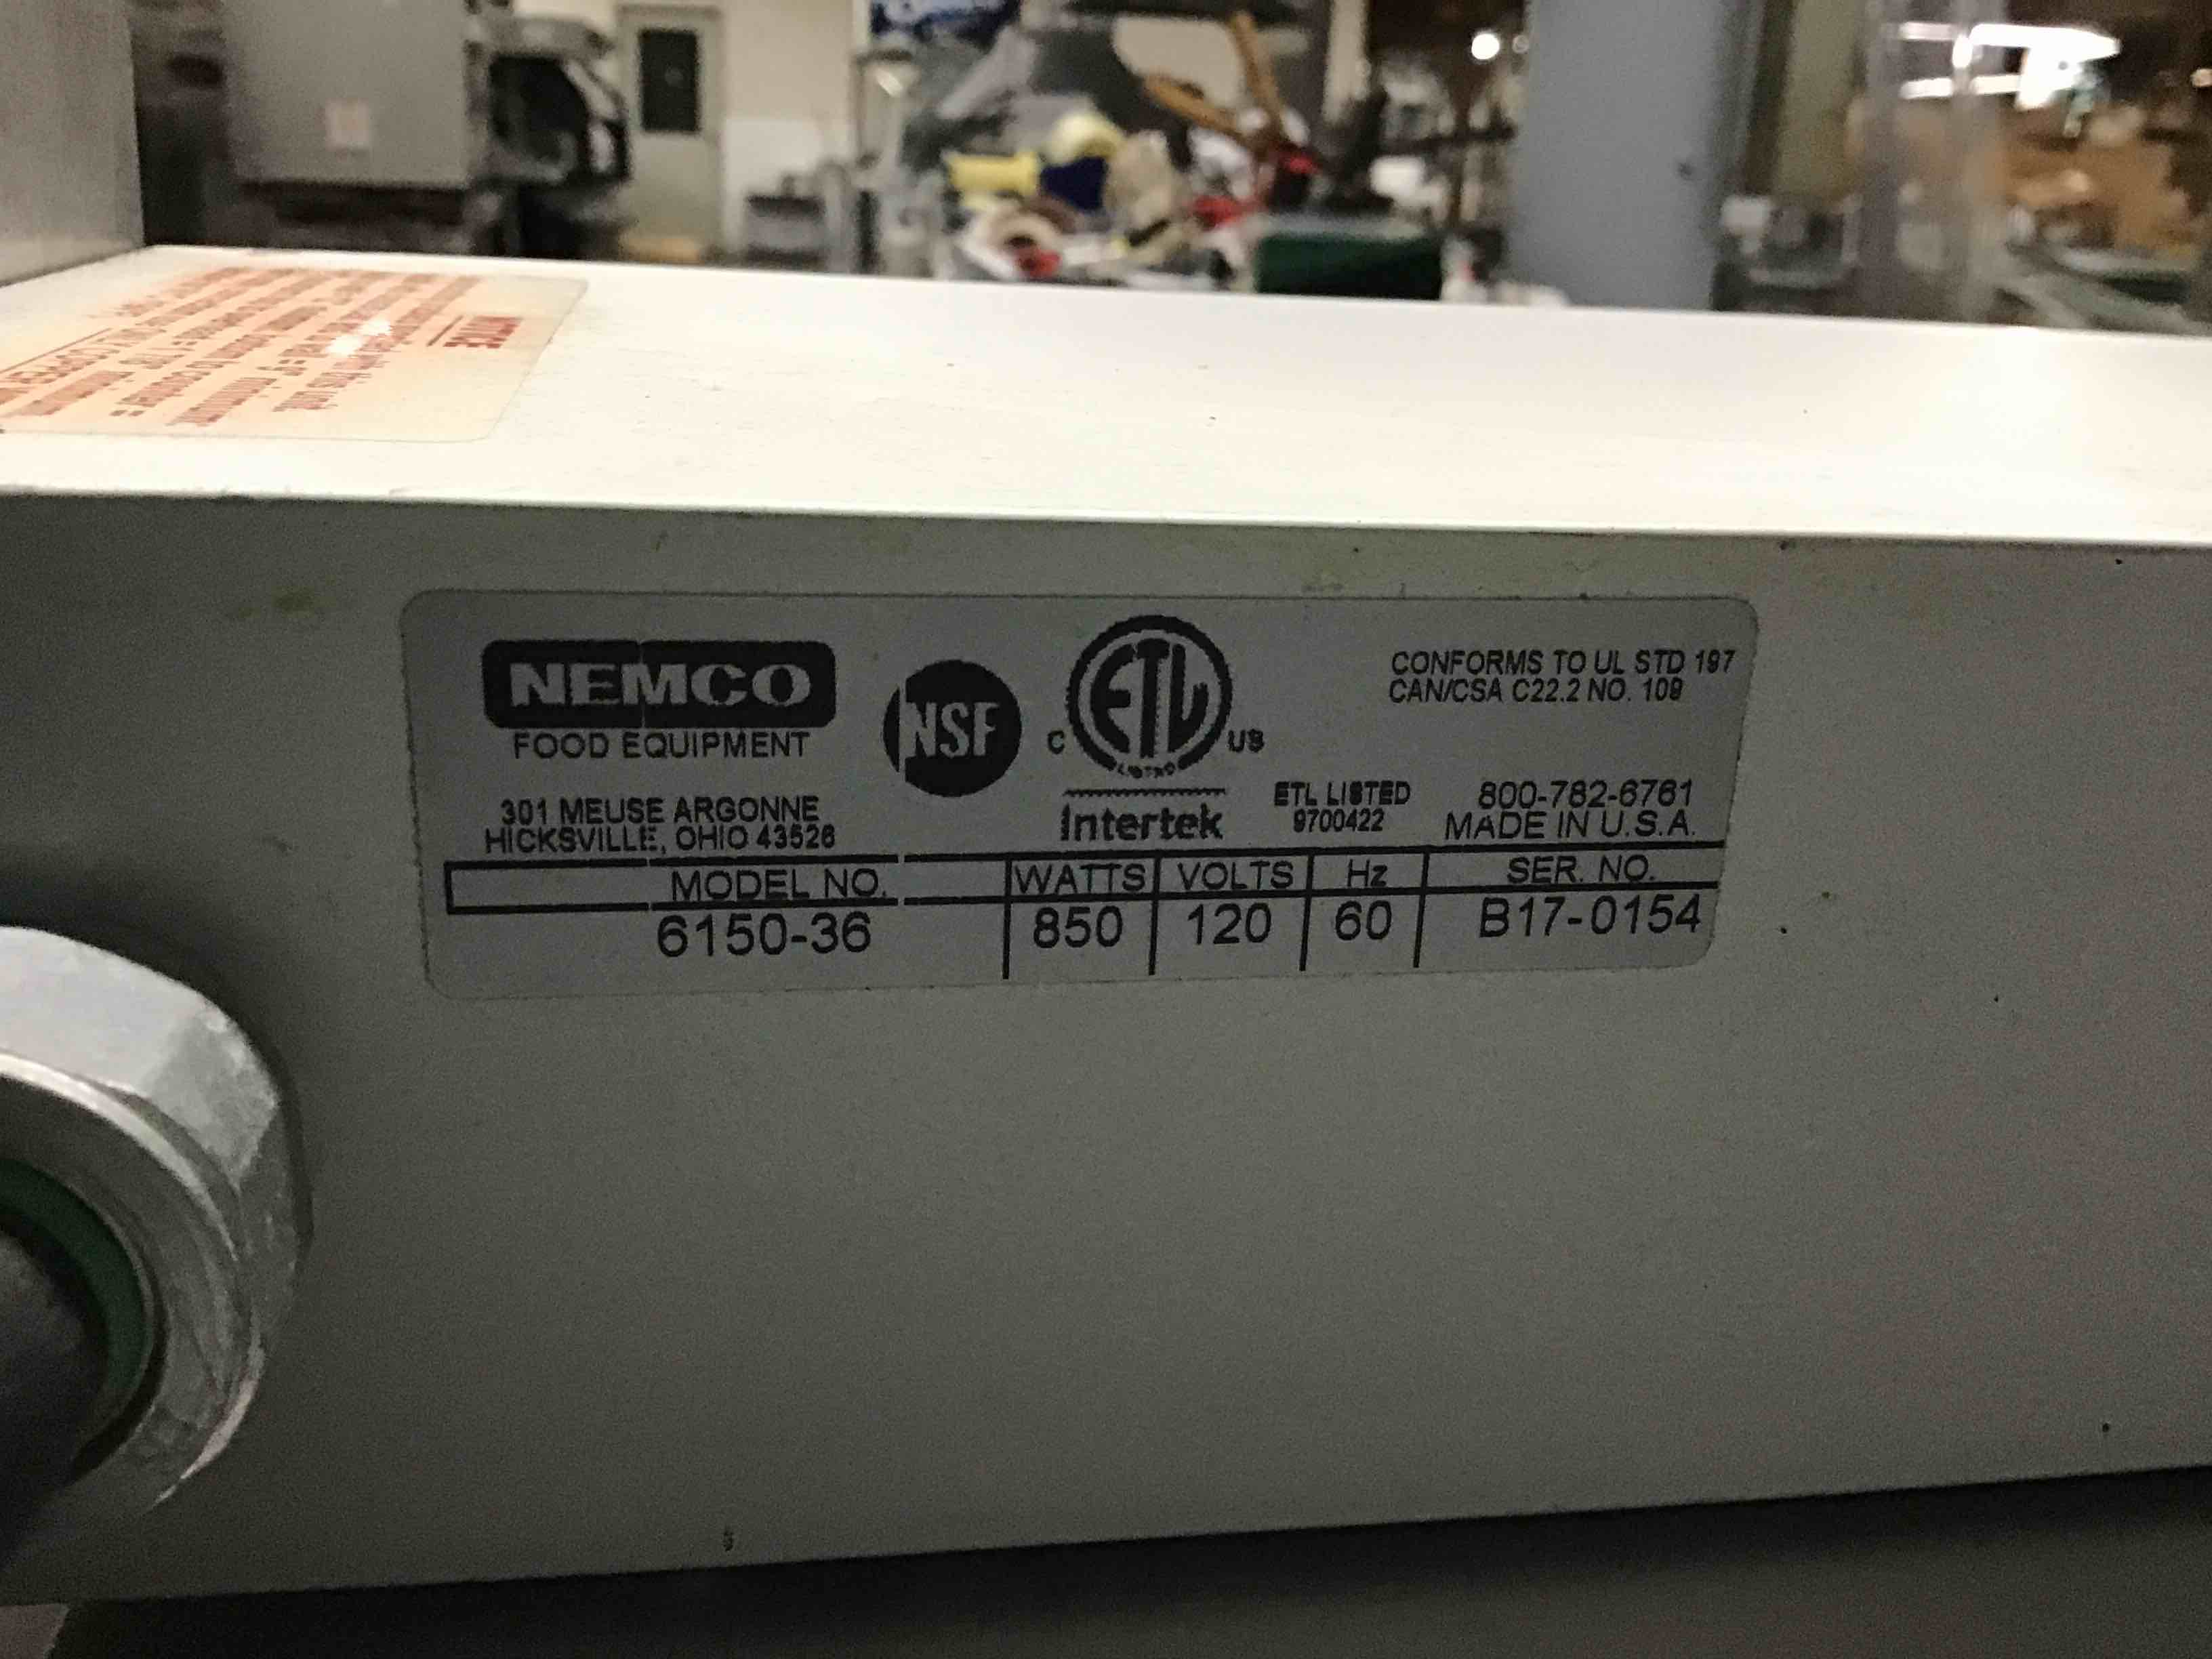 NOTICE
NEMCO
FOOD EQUIPMENT
301 MEUSE ARGONNE
HICKSVILLE, OHIO 43526
NSF
C ETL US
LISTED
Intertek
ETL LISTED
9700422
CONFORMS TO UL STD 197
CAN/CSA C22.2 NO. 109
800-782-6761
MADE IN U.S.A.
MODEL NO. WATTS VOLTS Hz SER. NO.
6150-36 850 120 60 B17-0154